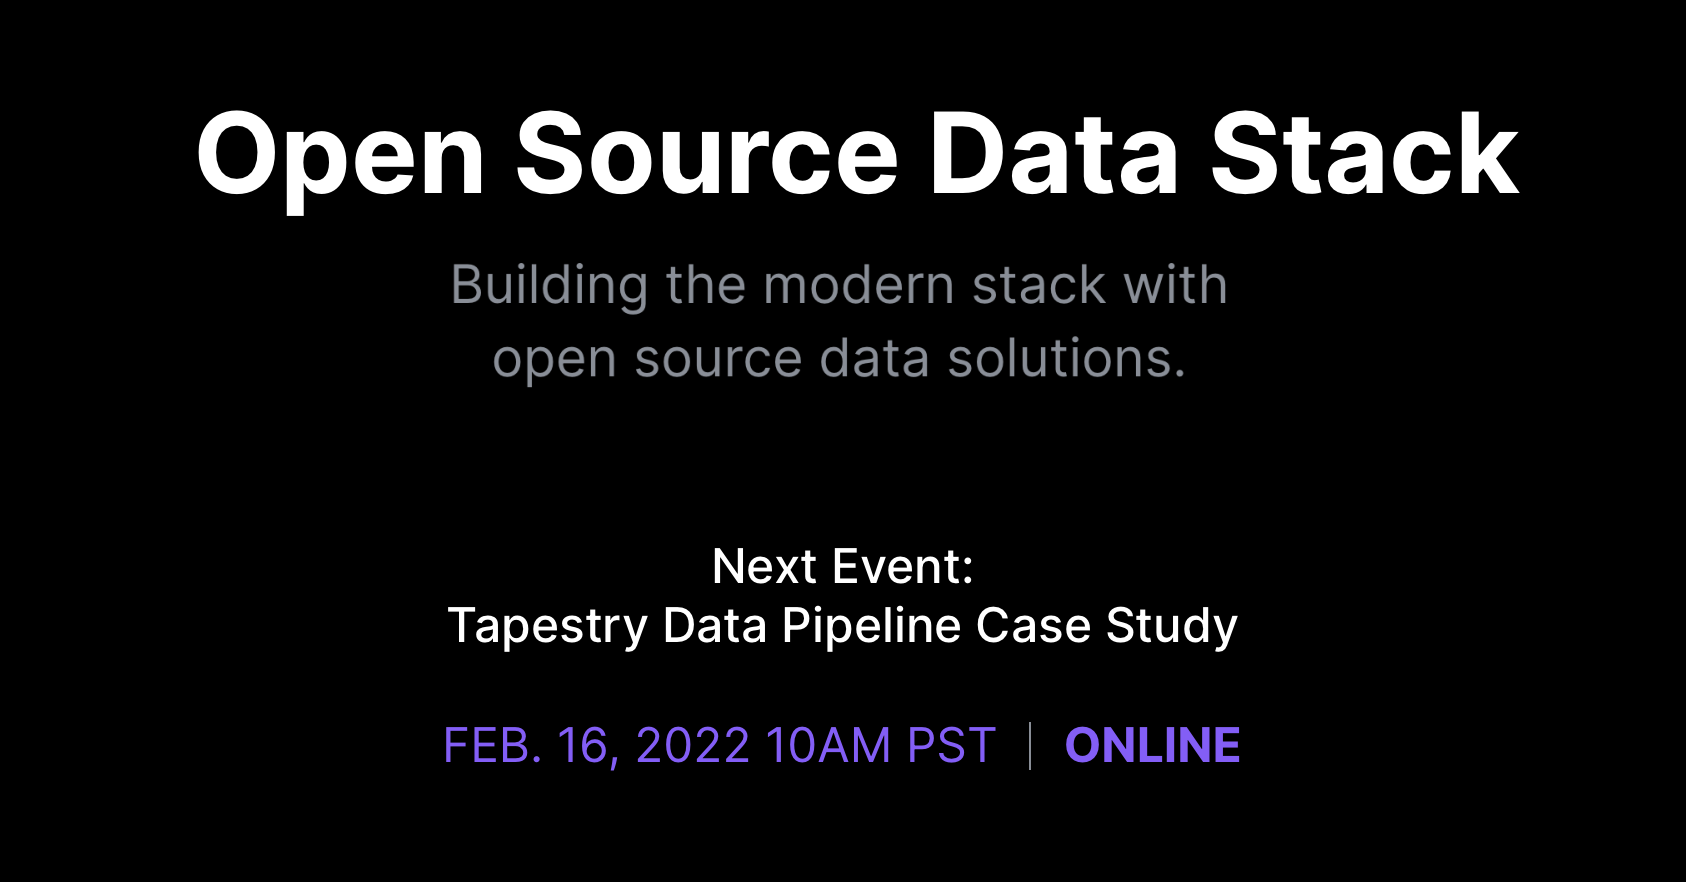 Open Source Data Stack
Building the modern stack with
open source data solutions.
Next Event:
Tapestry Data Pipeline Case Study
FEB. 16, 2022 10AM PST | ONLINE